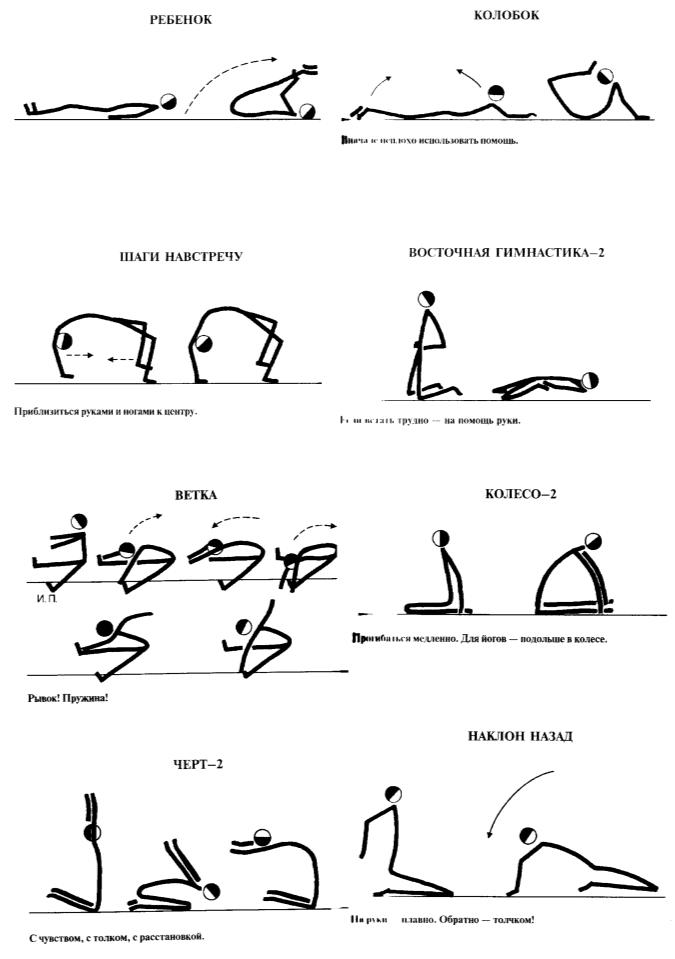 РЕБЕНОК
КОЛОБОК
использовать помощь.
ШАГИ НАВСТРЕЧУ
ВОСТОЧНАЯ ГИМНАСТИКА–2
Приблизиться руками и ногами к центру.
встать трудно — на помощь руки.
ВЕТКА
КОЛЕСО–2
И. П.
Прогибаться медленно. Для йогов — подольше в колесе.
Рывок! Пружина!
НАКЛОН НАЗАД
ЧЕРТ–2
На руки плавно. Обратно — толчком!
С чувством, с толком, с расстановкой.